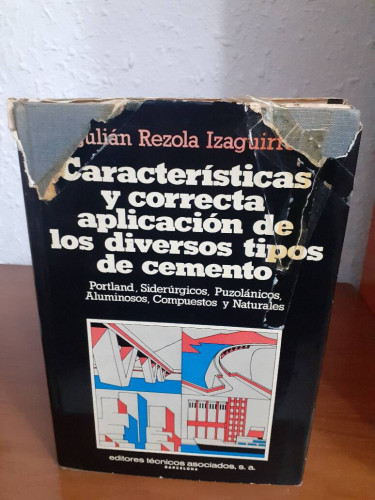 Julián Rezola Izaguirre
Características
y correcta
aplicación de
los diversos tipos
de cemento
Portland, Siderúrgicos, Puzolánicos,
Aluminosos, Compuestos y Naturales
editores técnicos asociados, s. a.
BARCELONA